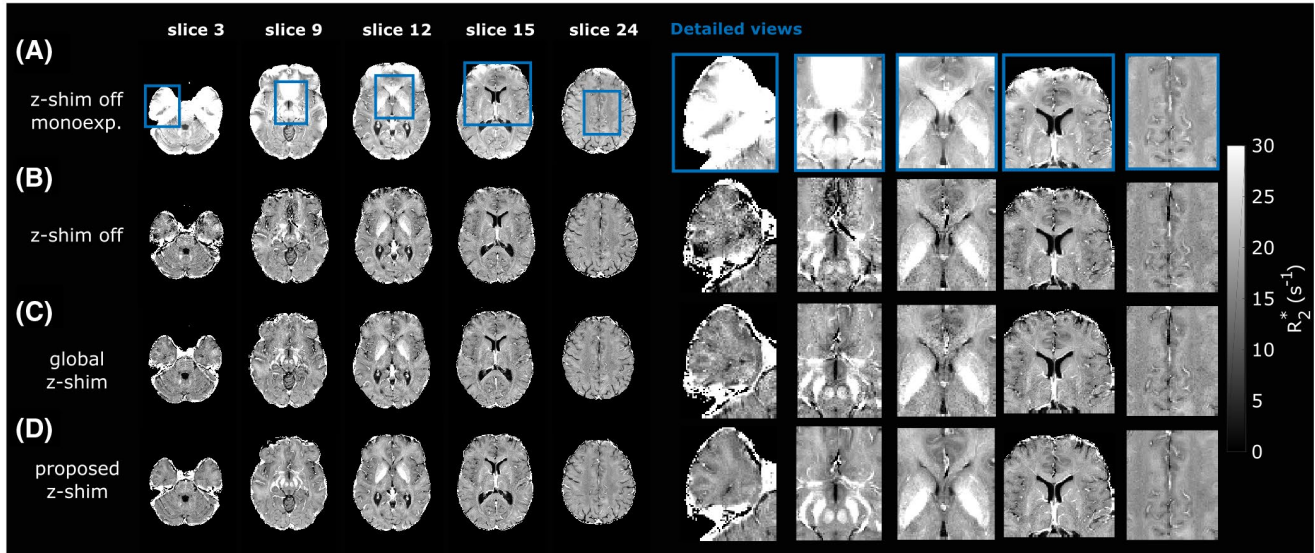 slice 3 slice 9 slice 12 slice 15 slice 24 Detailed views
(A)
z-shim off
monoexp.
(B)
z-shim off
(C)
global
z-shim
(D)
proposed
z-shim
30
25
20
15
10
5
0
R₂* (s⁻¹)